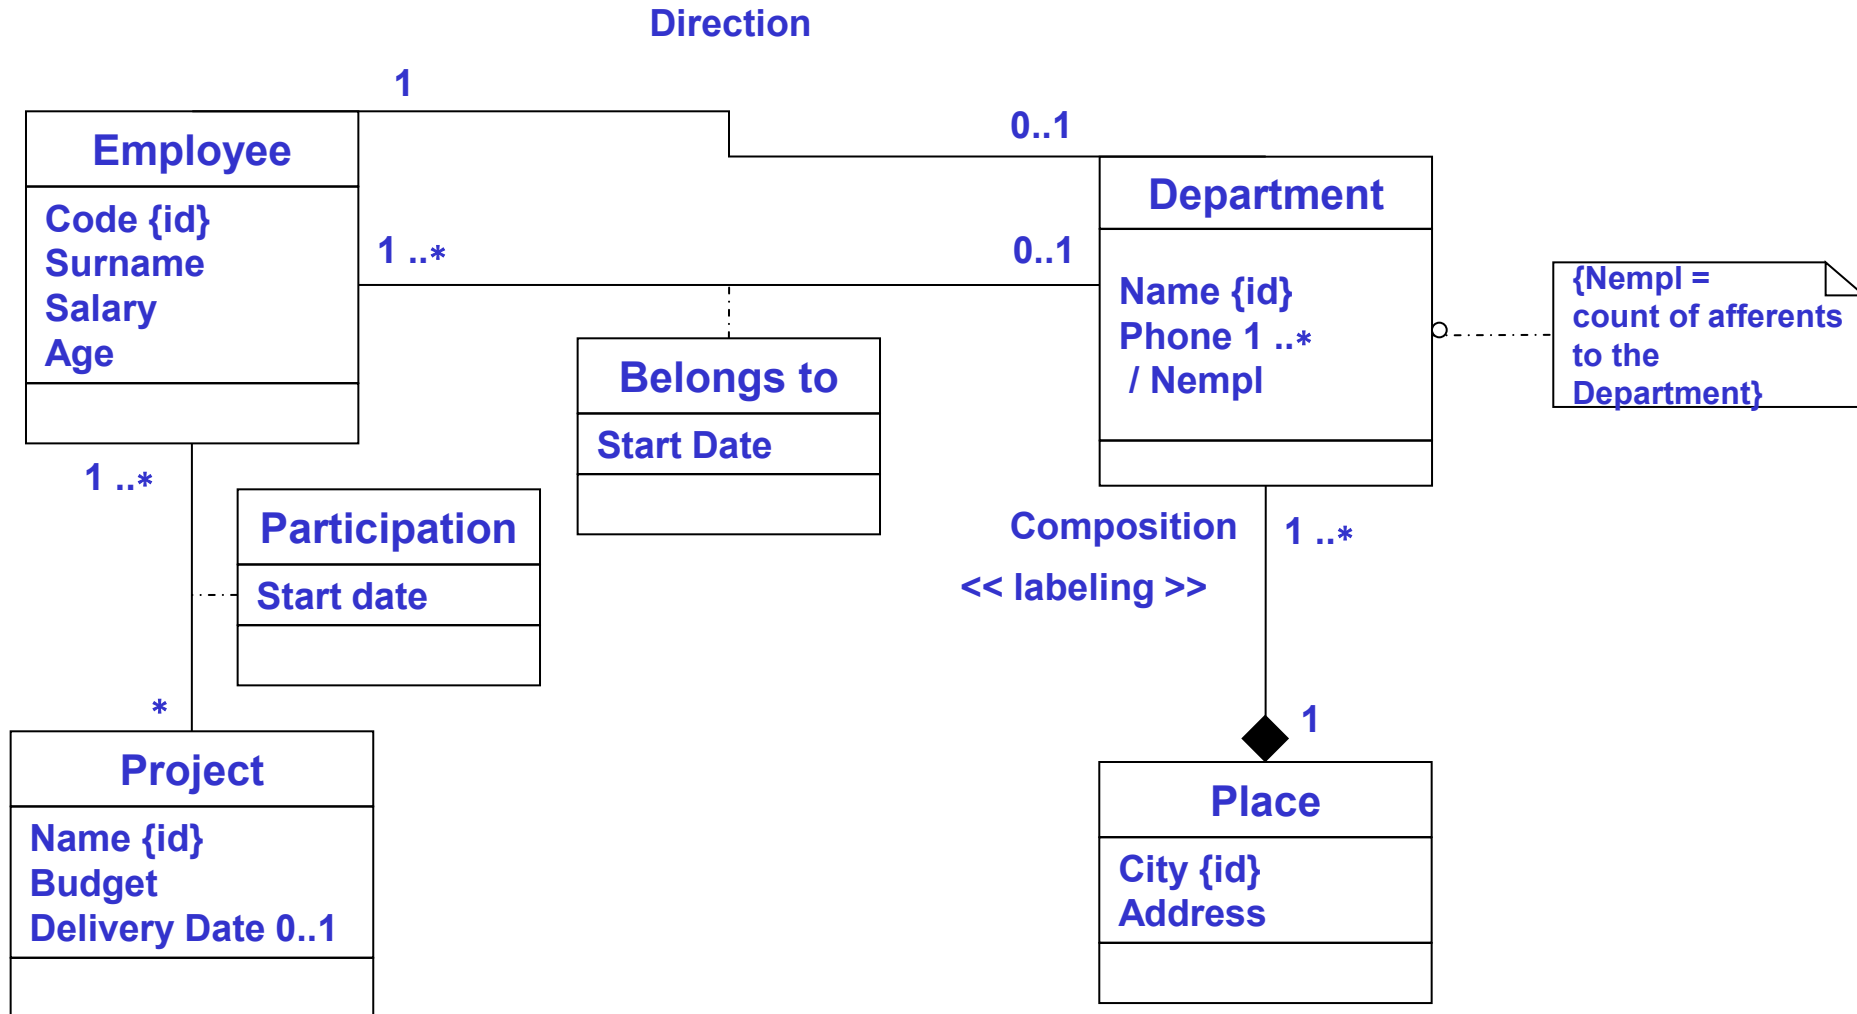 Direction
1
0..1
Employee
Code {id}
Surname
Salary
Age
1 ..*
0..1
Department
Name {id}
Phone 1 ..*
/ Nempl
{Nempl =
count of afferents
to the
Department}
Belongs to
Start Date
1 ..*
Participation
Start date
*
Composition
<< labeling >>
1 ..*
1
Project
Name {id}
Budget
Delivery Date 0..1
Place
City {id}
Address